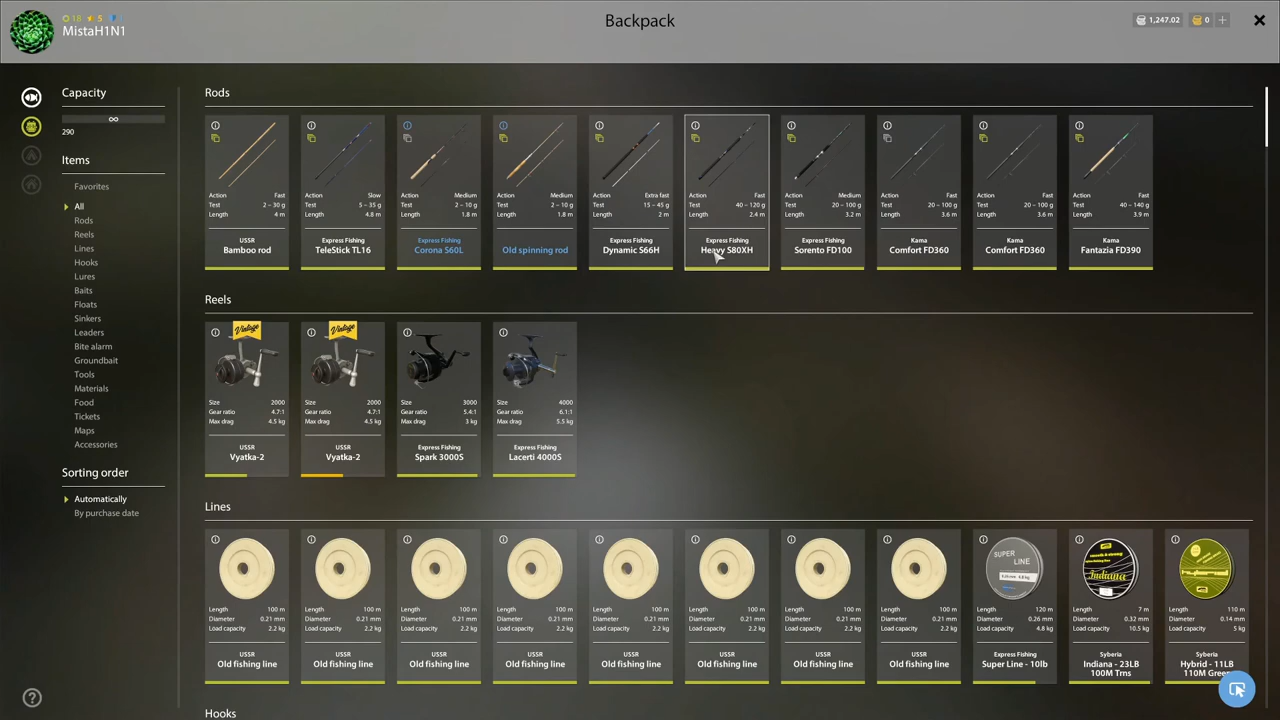 18 5
MistaH1N1
Backpack
1,247.02
0
Capacity
∞
290
Items
Favorites
All
Rods
Reels
Lines
Hooks
Lures
Baits
Floats
Sinkers
Leaders
Bite alarm
Groundbait
Tools
Materials
Food
Tickets
Maps
Accessories
Sorting order
Automatically
By purchase date
Rods
Action Fast
Test 2 – 30 g
Length 4 m
USSR
Bamboo rod
Action Slow
Test 5 – 35 g
Length 4.8 m
Express Fishing
TeleStick TL16
Action Medium
Test 2 – 10 g
Length 1.8 m
Express Fishing
Corona S60L
Action Medium
Test 2 – 10 g
Length 1.8 m
Old spinning rod
Action Extra fast
Test 15 – 45 g
Length 2 m
Express Fishing
Dynamic S66H
Action Fast
Test 40 – 120 g
Length 2.4 m
Express Fishing
Heavy S80XH
Action Medium
Test 20 – 100 g
Length 3.2 m
Express Fishing
Sorento FD100
Action Fast
Test 20 – 100 g
Length 3.6 m
Kama
Comfort FD360
Action Fast
Test 20 – 100 g
Length 3.6 m
Kama
Comfort FD360
Action Fast
Test 40 – 140 g
Length 3.9 m
Kama
Fantazia FD390
Reels
Vintage
Size 2000
Gear ratio 4.7:1
Max drag 4.5 kg
USSR
Vyatka-2
Vintage
Size 2000
Gear ratio 4.7:1
Max drag 4.5 kg
USSR
Vyatka-2
Size 3000
Gear ratio 5.4:1
Max drag 3 kg
Express Fishing
Spark 3000S
Size 4000
Gear ratio 6.1:1
Max drag 5.5 kg
Express Fishing
Lacerti 4000S
Lines
Length 100 m
Diameter 0.21 mm
Load capacity 2.2 kg
USSR
Old fishing line
Length 100 m
Diameter 0.21 mm
Load capacity 2.2 kg
USSR
Old fishing line
Length 100 m
Diameter 0.21 mm
Load capacity 2.2 kg
USSR
Old fishing line
Length 100 m
Diameter 0.21 mm
Load capacity 2.2 kg
USSR
Old fishing line
Length 100 m
Diameter 0.21 mm
Load capacity 2.2 kg
USSR
Old fishing line
Length 100 m
Diameter 0.21 mm
Load capacity 2.2 kg
USSR
Old fishing line
Length 100 m
Diameter 0.21 mm
Load capacity 2.2 kg
USSR
Old fishing line
Length 100 m
Diameter 0.21 mm
Load capacity 2.2 kg
USSR
Old fishing line
SUPER
LINE
Length 120 m
Diameter 0.26 mm
Load capacity 4.8 kg
Express Fishing
Super Line - 10lb
Indiana
Length 7 m
Diameter 0.32 mm
Load capacity 10.5 kg
Syberia
Indiana - 23LB
100M Trns
Length 110 m
Diameter 0.14 mm
Load capacity 5 kg
Syberia
Hybrid - 11LB
110M Green
Hooks